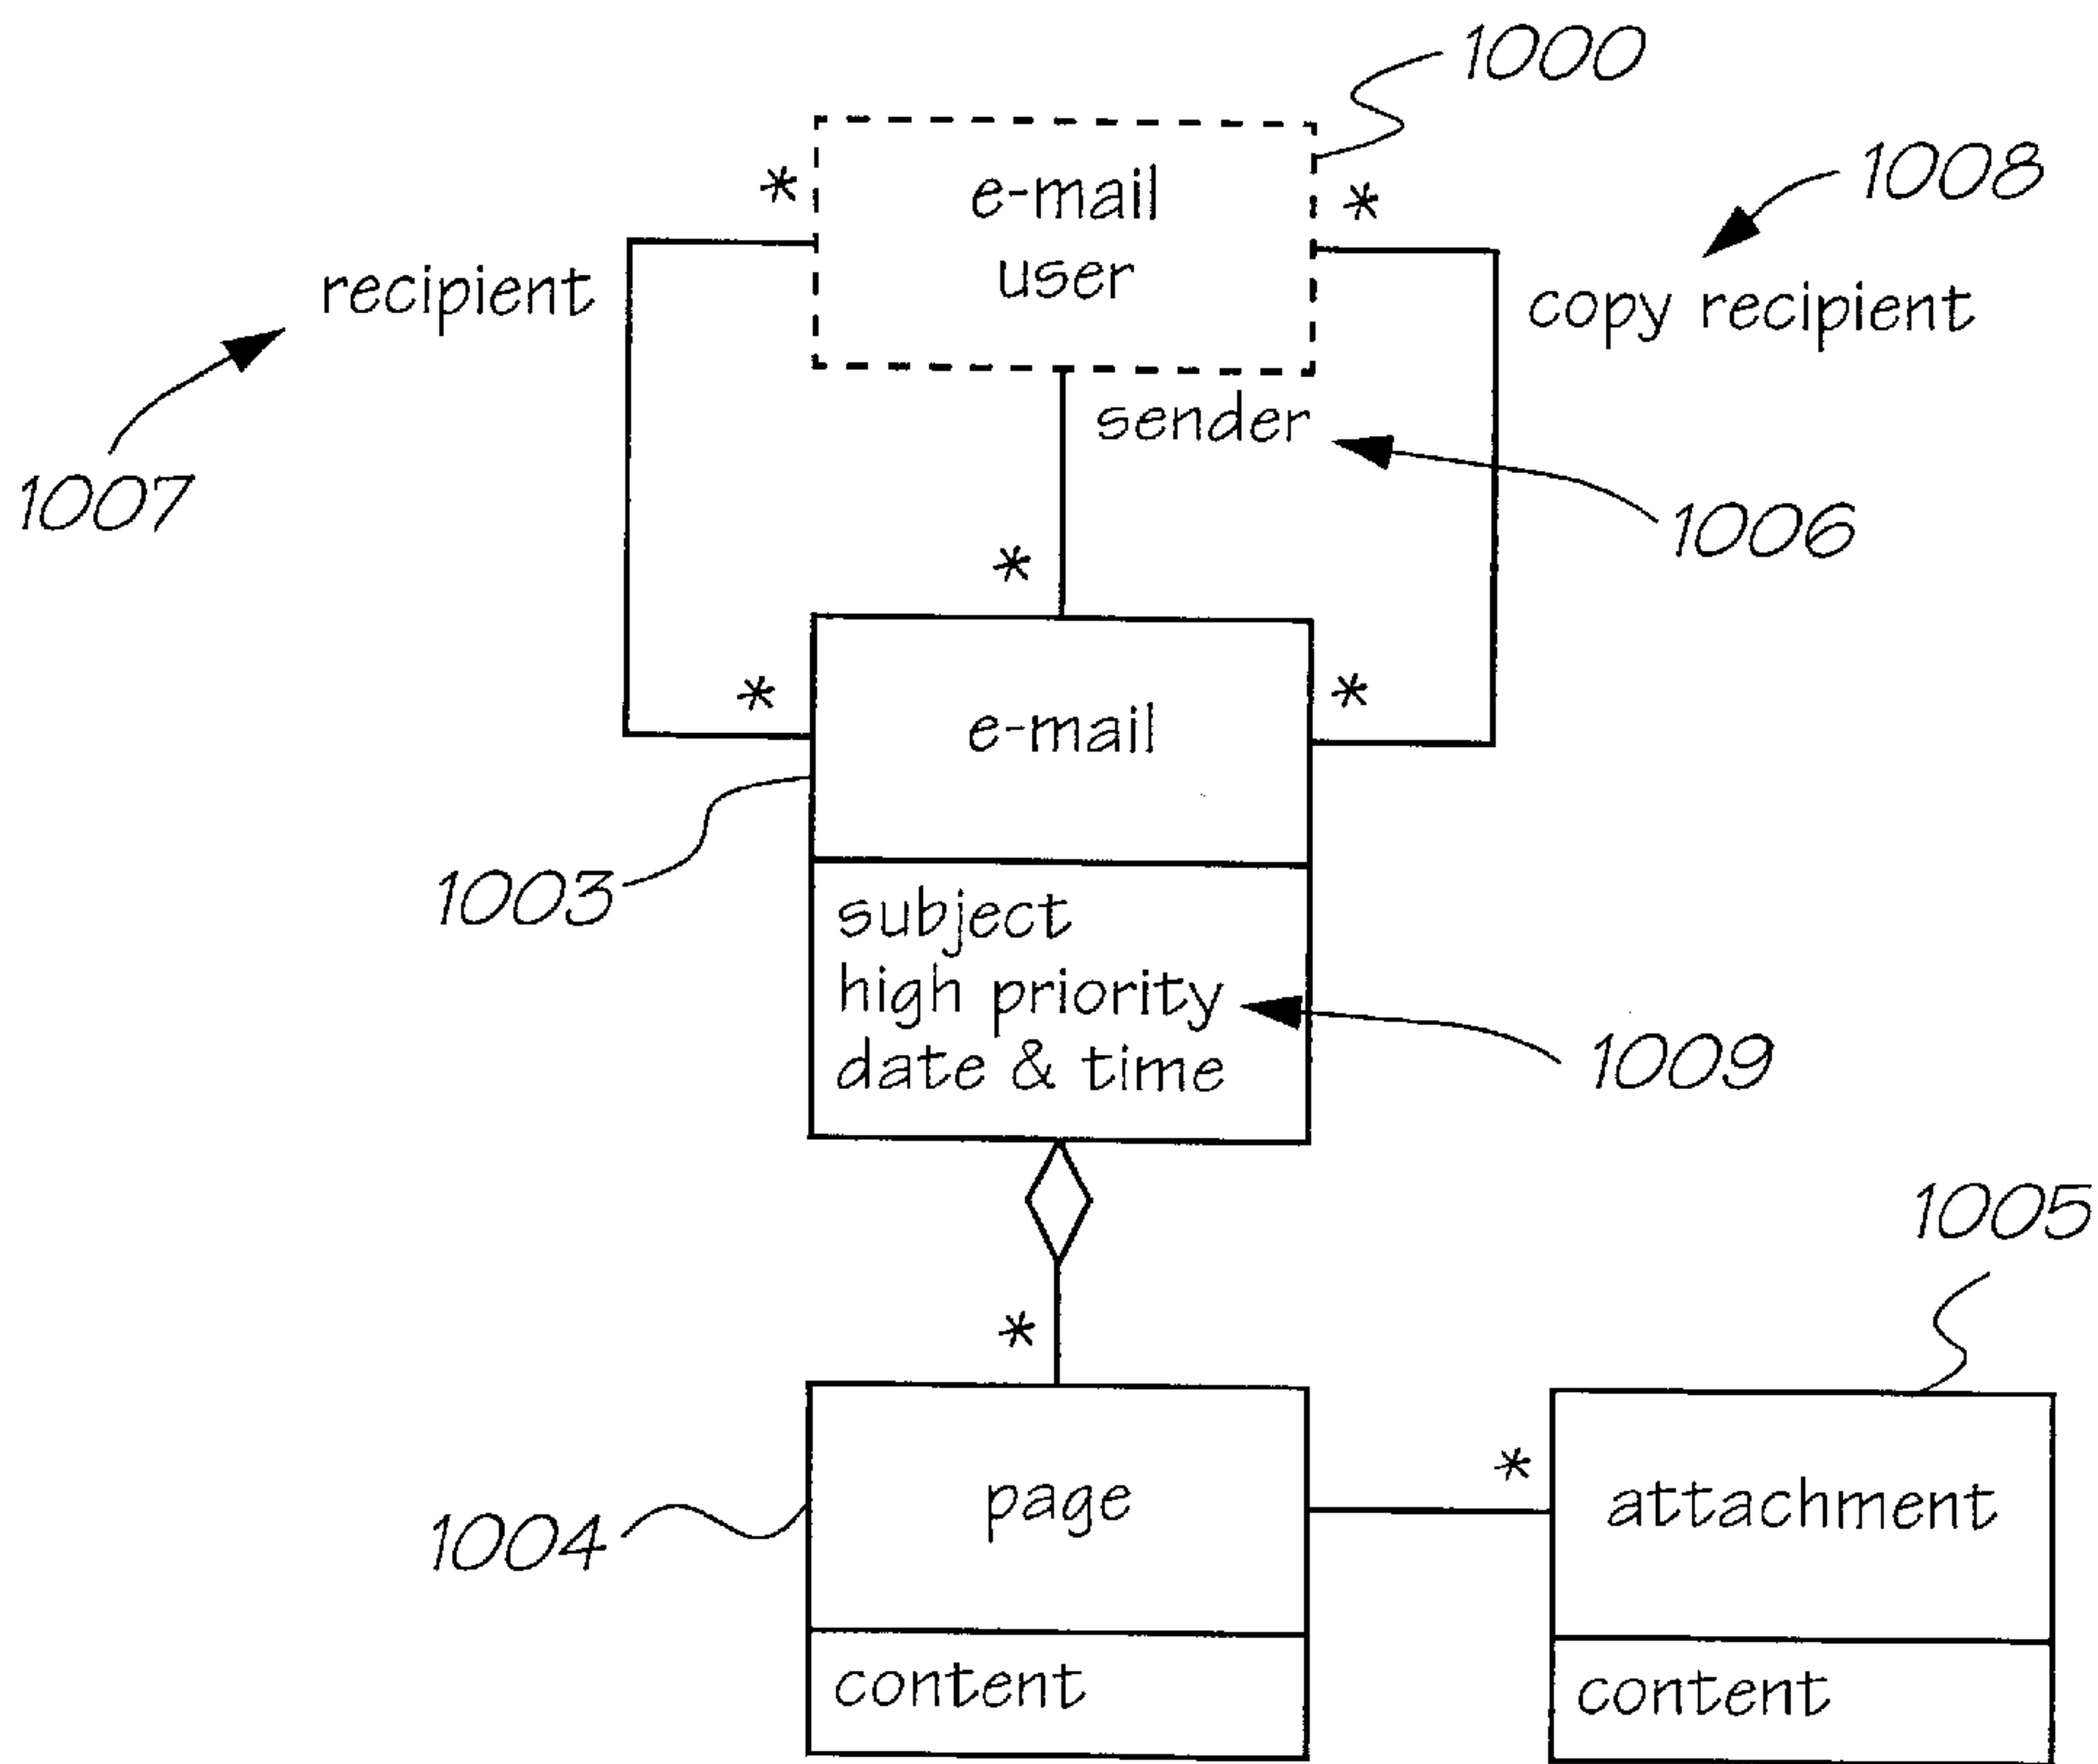 1000
1008
*
e-mail
user
*
recipient
copy recipient
sender
1007
1006
*
*
*
e-mail
1003
subject
high priority
date & time
1009
1005
*
page
*
attachment
1004
content
content